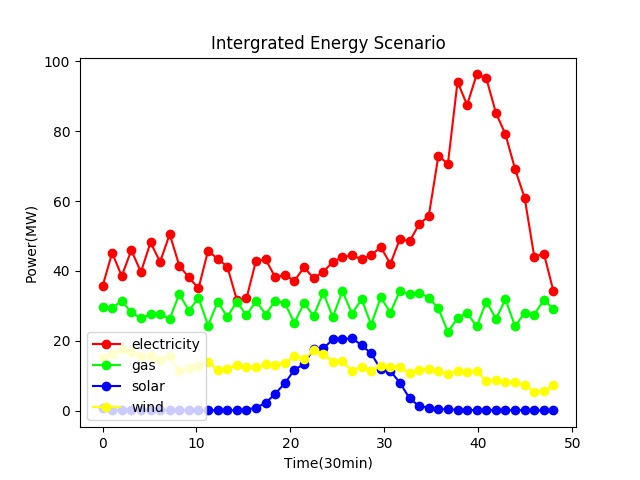 Intergrated Energy Scenario
Power(MW)
100
80
60
40
20
0
electricity
gas
solar
wind
0 10 20 30 40 50
Time(30min)